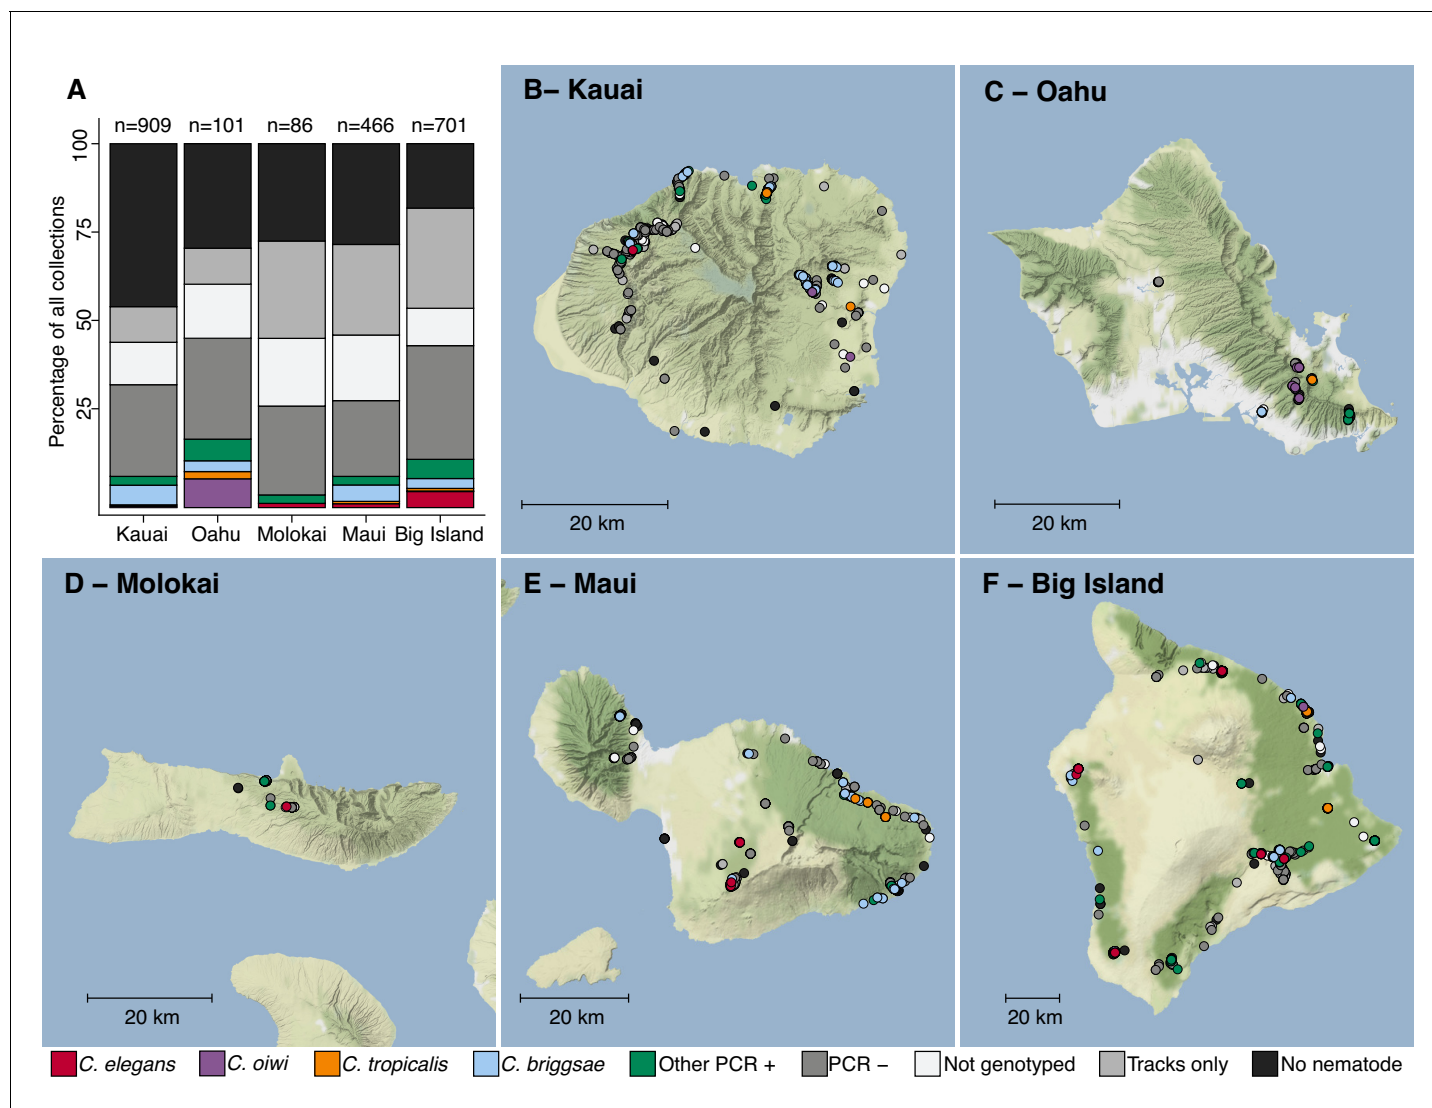 A
n=909 n=101 n=86 n=466 n=701
Percentage of all collections
100
75
50
25
Kauai Oahu Molokai Maui Big Island
B– Kauai
20 km
C – Oahu
20 km
D – Molokai
20 km
E – Maui
20 km
F – Big Island
20 km
C. elegans C. oiwi C. tropicalis C. briggsae Other PCR + PCR – Not genotyped Tracks only No nematode